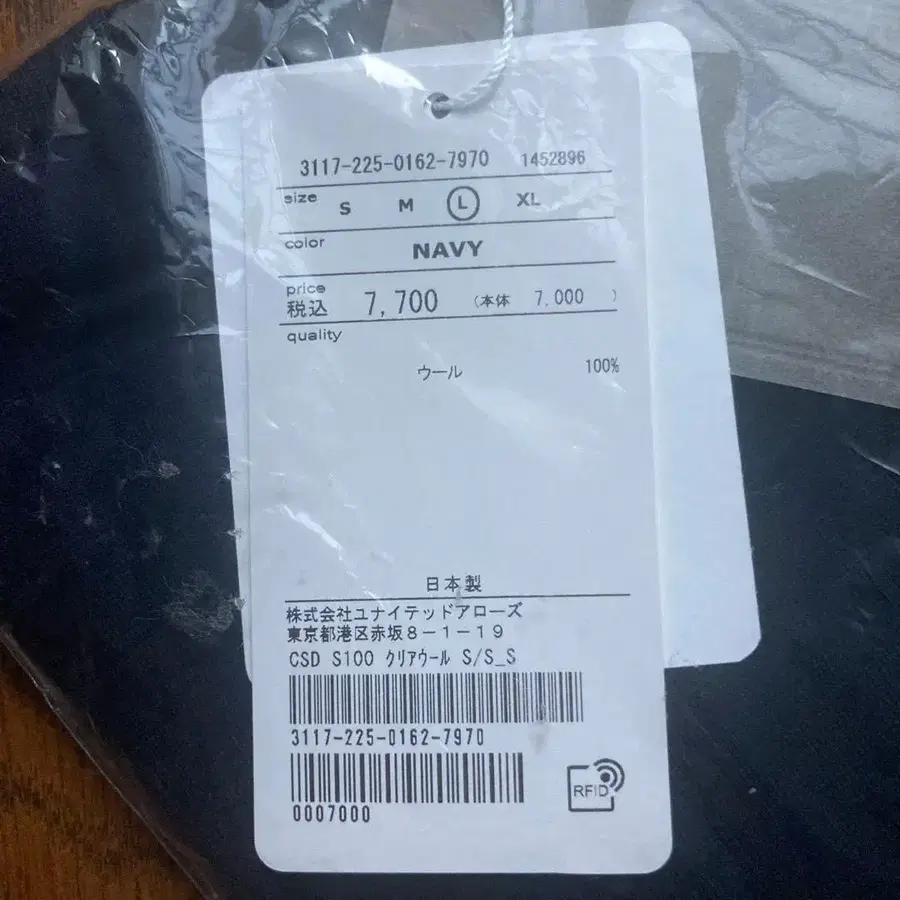 3117-225-0162-7970 1452896
size S M L XL
color NAVY
price
税込 7,700 (本体 7,000 )
quality
ウール 100%
日本製
株式会社ユナイテッドアローズ
東京都港区赤坂8-1-19
CSD S100 クリアウール S/S_S
3117-225-0162-7970
0007000
RFID